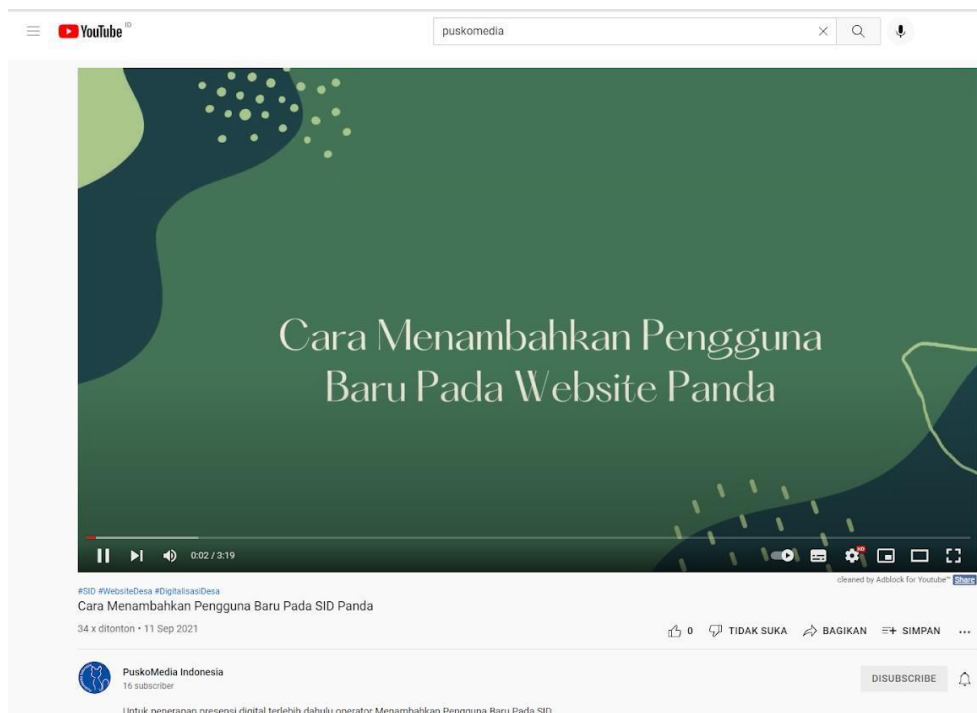 YouTube ID
puskomedia
Cara Menambahkan Pengguna
Baru Pada Website Panda
0:02 / 3:19
HD
cleaned by Adblock for Youtube™ Share
#SID #WebsiteDesa #DigitalisasiDesa
Cara Menambahkan Pengguna Baru Pada SID Panda
34 x ditonton • 11 Sep 2021
0 TIDAK SUKA BAGIKAN SIMPAN
PuskoMedia Indonesia
16 subscriber
DISUBSCRIBE
Untuk penerapan presensi digital terlebih dahulu operator Menambahkan Pengguna Baru Pada SID